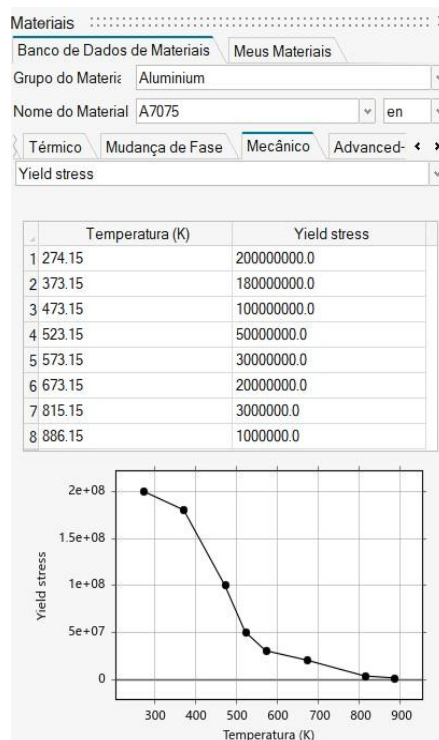 Materiais
Banco de Dados de Materiais Meus Materiais
Grupo do Materia Aluminium
Nome do Material A7075 en
Térmico Mudança de Fase Mecânico Advanced-
Yield stress
Temperatura (K) Yield stress
1 274.15 200000000.0
2 373.15 180000000.0
3 473.15 100000000.0
4 523.15 50000000.0
5 573.15 30000000.0
6 673.15 20000000.0
7 815.15 3000000.0
8 886.15 1000000.0
2e+08
1.5e+08
1e+08
5e+07
0
Yield stress
300 400 500 600 700 800 900
Temperatura (K)